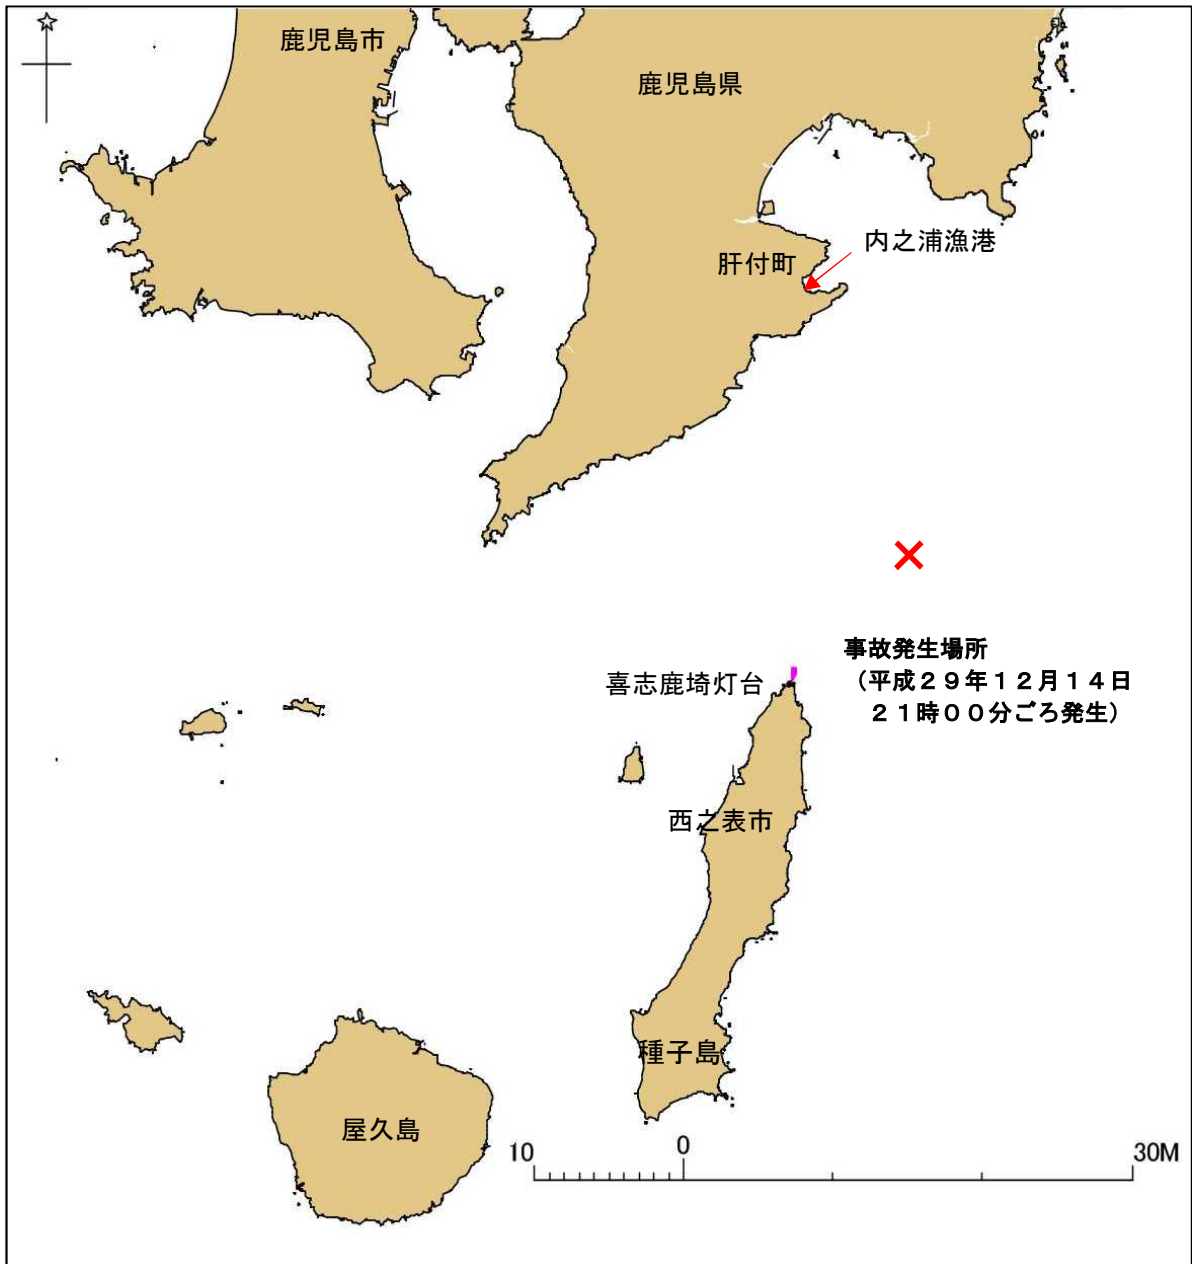 鹿児島市
鹿児島県
内之浦漁港
肝付町
事故発生場所
（平成２９年１２月１４日
２１時００分ごろ発生）
喜志鹿埼灯台
西之表市
種子島
屋久島
10 0 30M